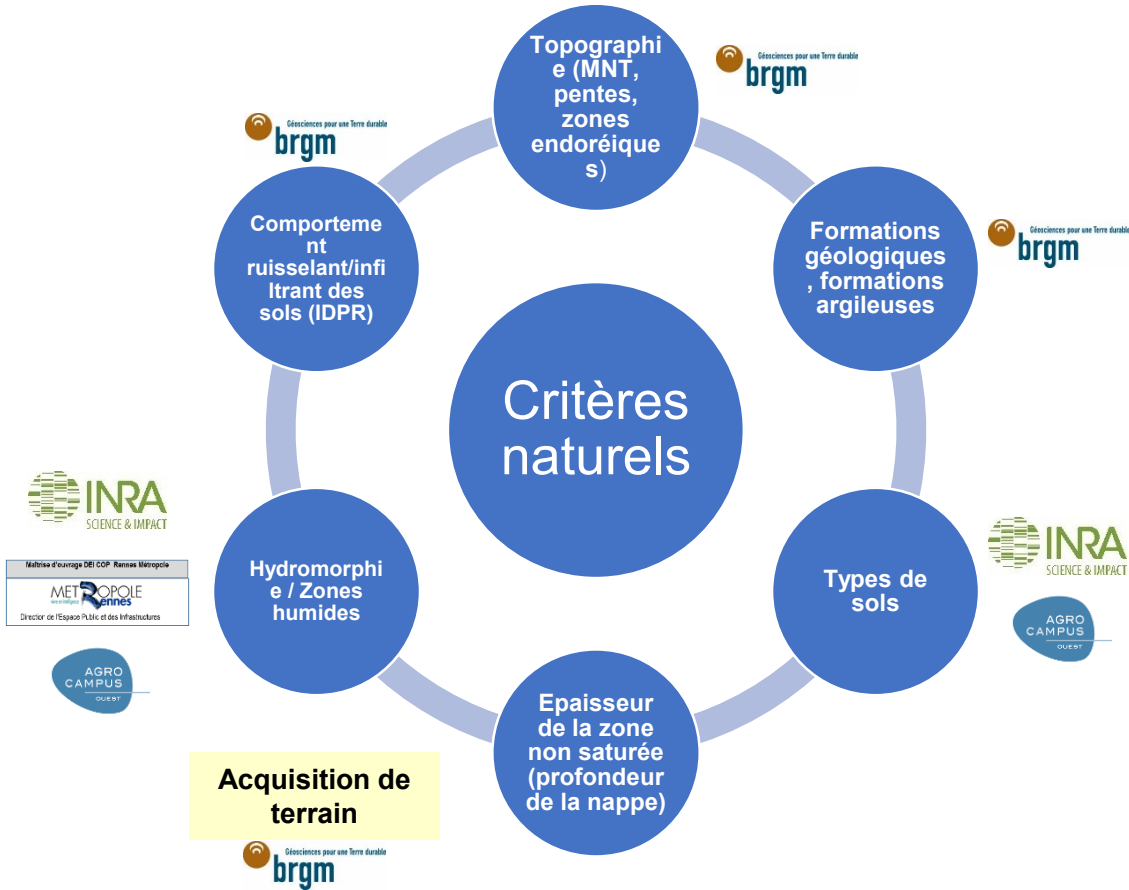 Topographi
e (MNT,
pentes,
zones
endoréique
s)
Géosciences pour une Terre durable
brgm
Géosciences pour une Terre durable
brgm
Comporteme
nt
ruisselant/infi
ltrant des
sols (IDPR)
Formations
géologiques
, formations
argileuses
Géosciences pour une Terre durable
brgm
Critères
naturels
INRA
SCIENCE & IMPACT
Maîtrise d'ouvrage DEI COP Rennes Métropole
METROPOLE
Rennes
Direction de l'Espace Public et des Infrastructures
AGRO
CAMPUS
OUEST
Hydromorphi
e / Zones
humides
Types de
sols
INRA
SCIENCE & IMPACT
AGRO
CAMPUS
OUEST
Epaisseur
de la zone
non saturée
(profondeur
de la nappe)
Acquisition de
terrain
Géosciences pour une Terre durable
brgm